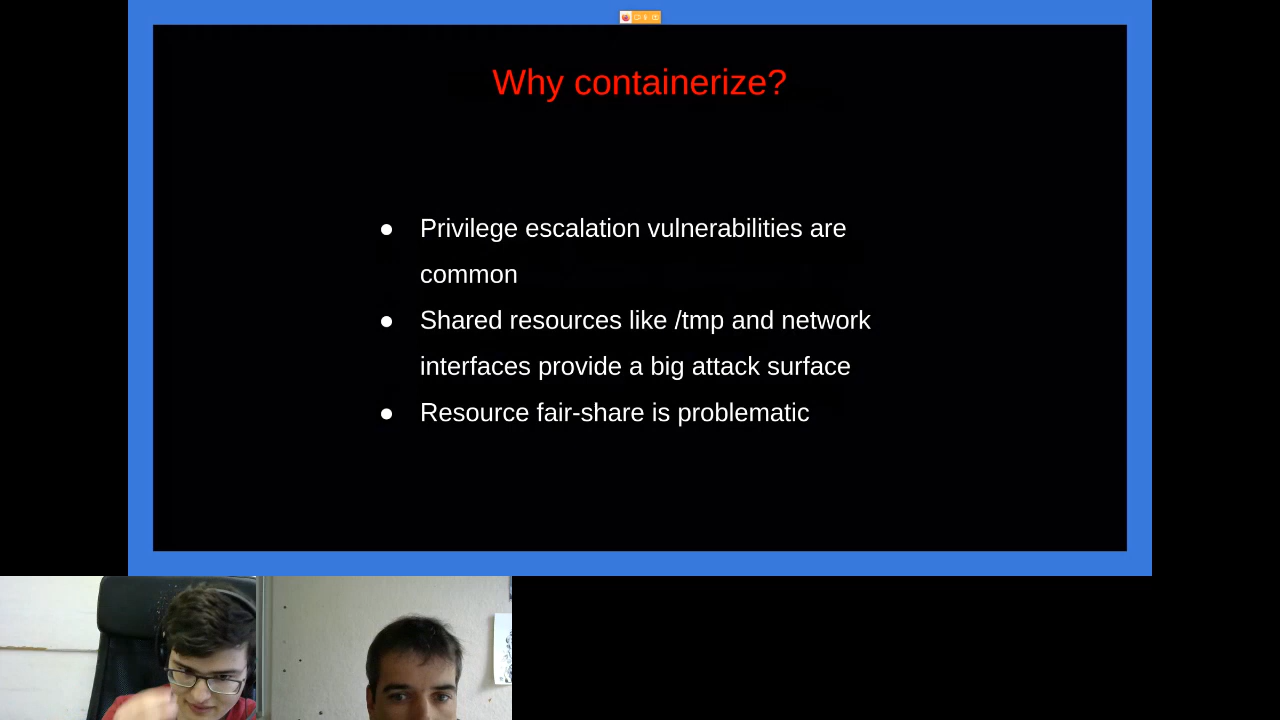 Why containerize?
● Privilege escalation vulnerabilities are
common
● Shared resources like /tmp and network
interfaces provide a big attack surface
● Resource fair-share is problematic